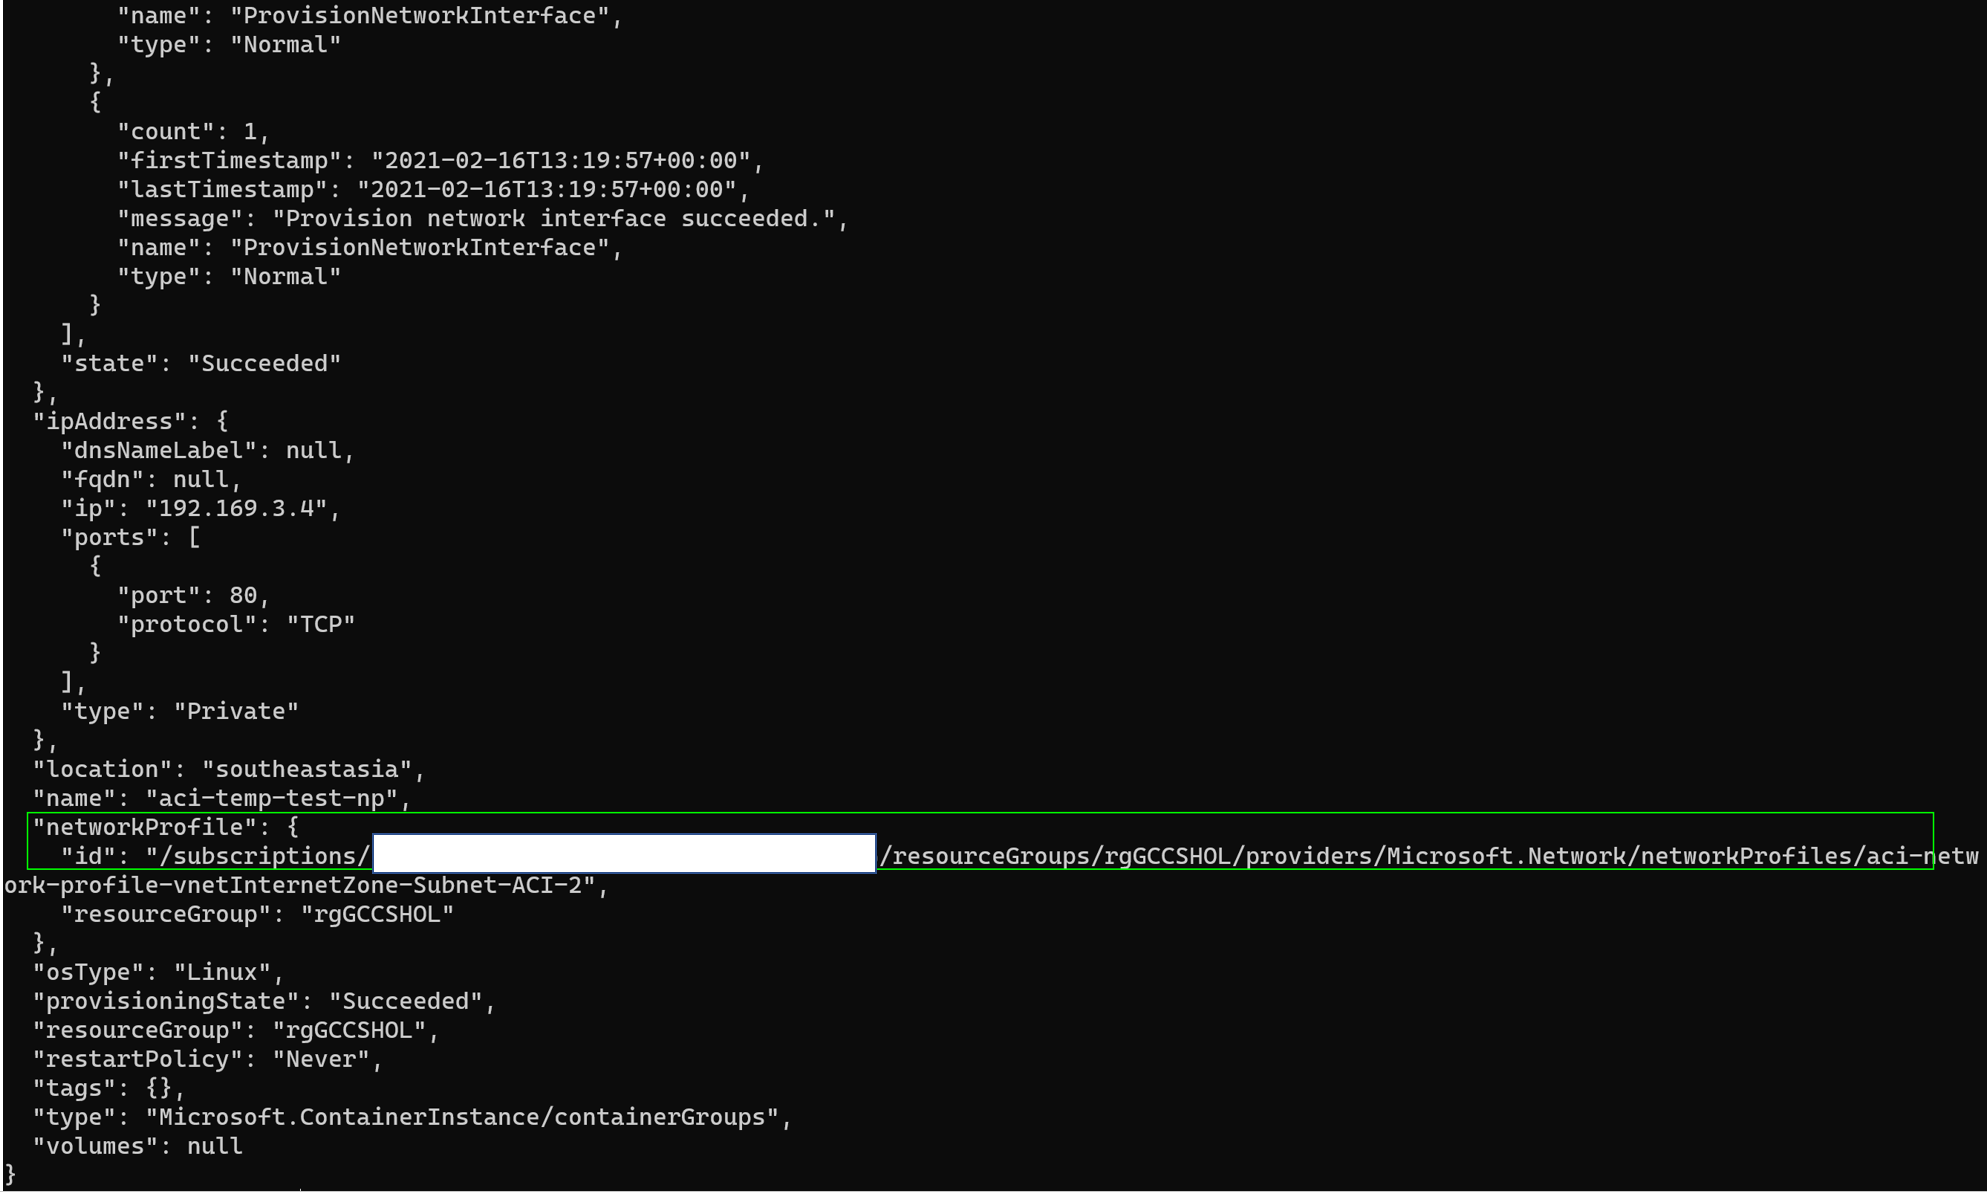 "name": "ProvisionNetworkInterface",
        "type": "Normal"
      },
      {
        "count": 1,
        "firstTimestamp": "2021-02-16T13:19:57+00:00",
        "lastTimestamp": "2021-02-16T13:19:57+00:00",
        "message": "Provision network interface succeeded.",
        "name": "ProvisionNetworkInterface",
        "type": "Normal"
      }
    ],
    "state": "Succeeded"
  },
  "ipAddress": {
    "dnsNameLabel": null,
    "fqdn": null,
    "ip": "192.169.3.4",
    "ports": [
      {
        "port": 80,
        "protocol": "TCP"
      }
    ],
    "type": "Private"
  },
  "location": "southeastasia",
  "name": "aci-temp-test-np",
  "networkProfile": {
    "id": "/subscriptions/ /resourceGroups/rgGCCSHOL/providers/Microsoft.Network/networkProfiles/aci-netw
ork-profile-vnetInternetZone-Subnet-ACI-2",
    "resourceGroup": "rgGCCSHOL"
  },
  "osType": "Linux",
  "provisioningState": "Succeeded",
  "resourceGroup": "rgGCCSHOL",
  "restartPolicy": "Never",
  "tags": {},
  "type": "Microsoft.ContainerInstance/containerGroups",
  "volumes": null
}